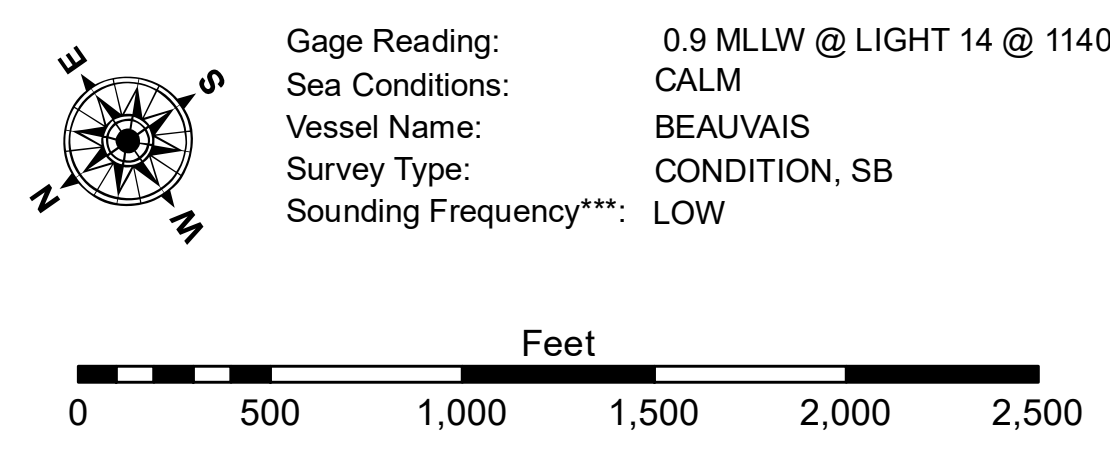 E
S
N
W
Gage Reading: 0.9 MLLW @ LIGHT 14 @ 1140
Sea Conditions: CALM
Vessel Name: BEAUVAIS
Survey Type: CONDITION, SB
Sounding Frequency***: LOW
Feet
0 500 1,000 1,500 2,000 2,500